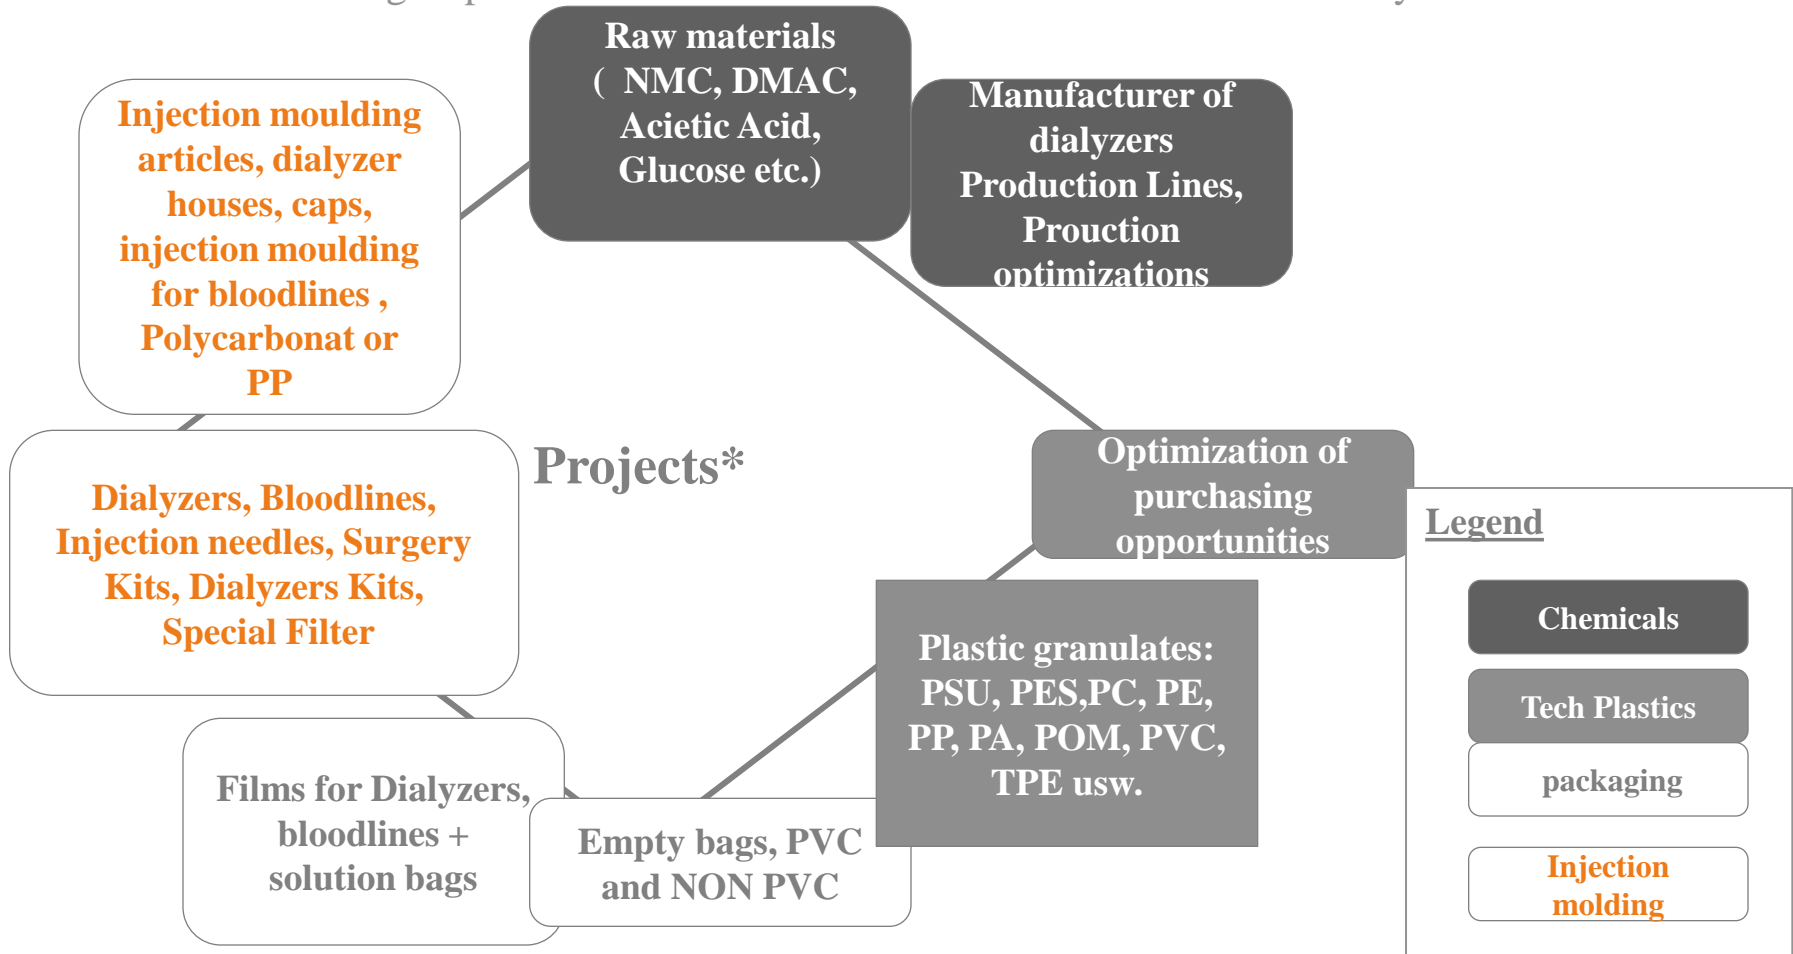 Raw materials
( NMC, DMAC,
Acietic Acid,
Glucose etc.)
Manufacturer of
dialyzers
Production Lines,
Prouction
optimizations
Injection moulding
articles, dialyzer
houses, caps,
injection moulding
for bloodlines ,
Polycarbonat or
PP
Projects*
Optimization of
purchasing
opportunities
Dialyzers, Bloodlines,
Injection needles, Surgery
Kits, Dialyzers Kits,
Special Filter
Plastic granulates:
PSU, PES,PC, PE,
PP, PA, POM, PVC,
TPE usw.
Films for Dialyzers,
bloodlines +
solution bags
Empty bags, PVC
and NON PVC
Legend
Chemicals
Tech Plastics
packaging
Injection
molding